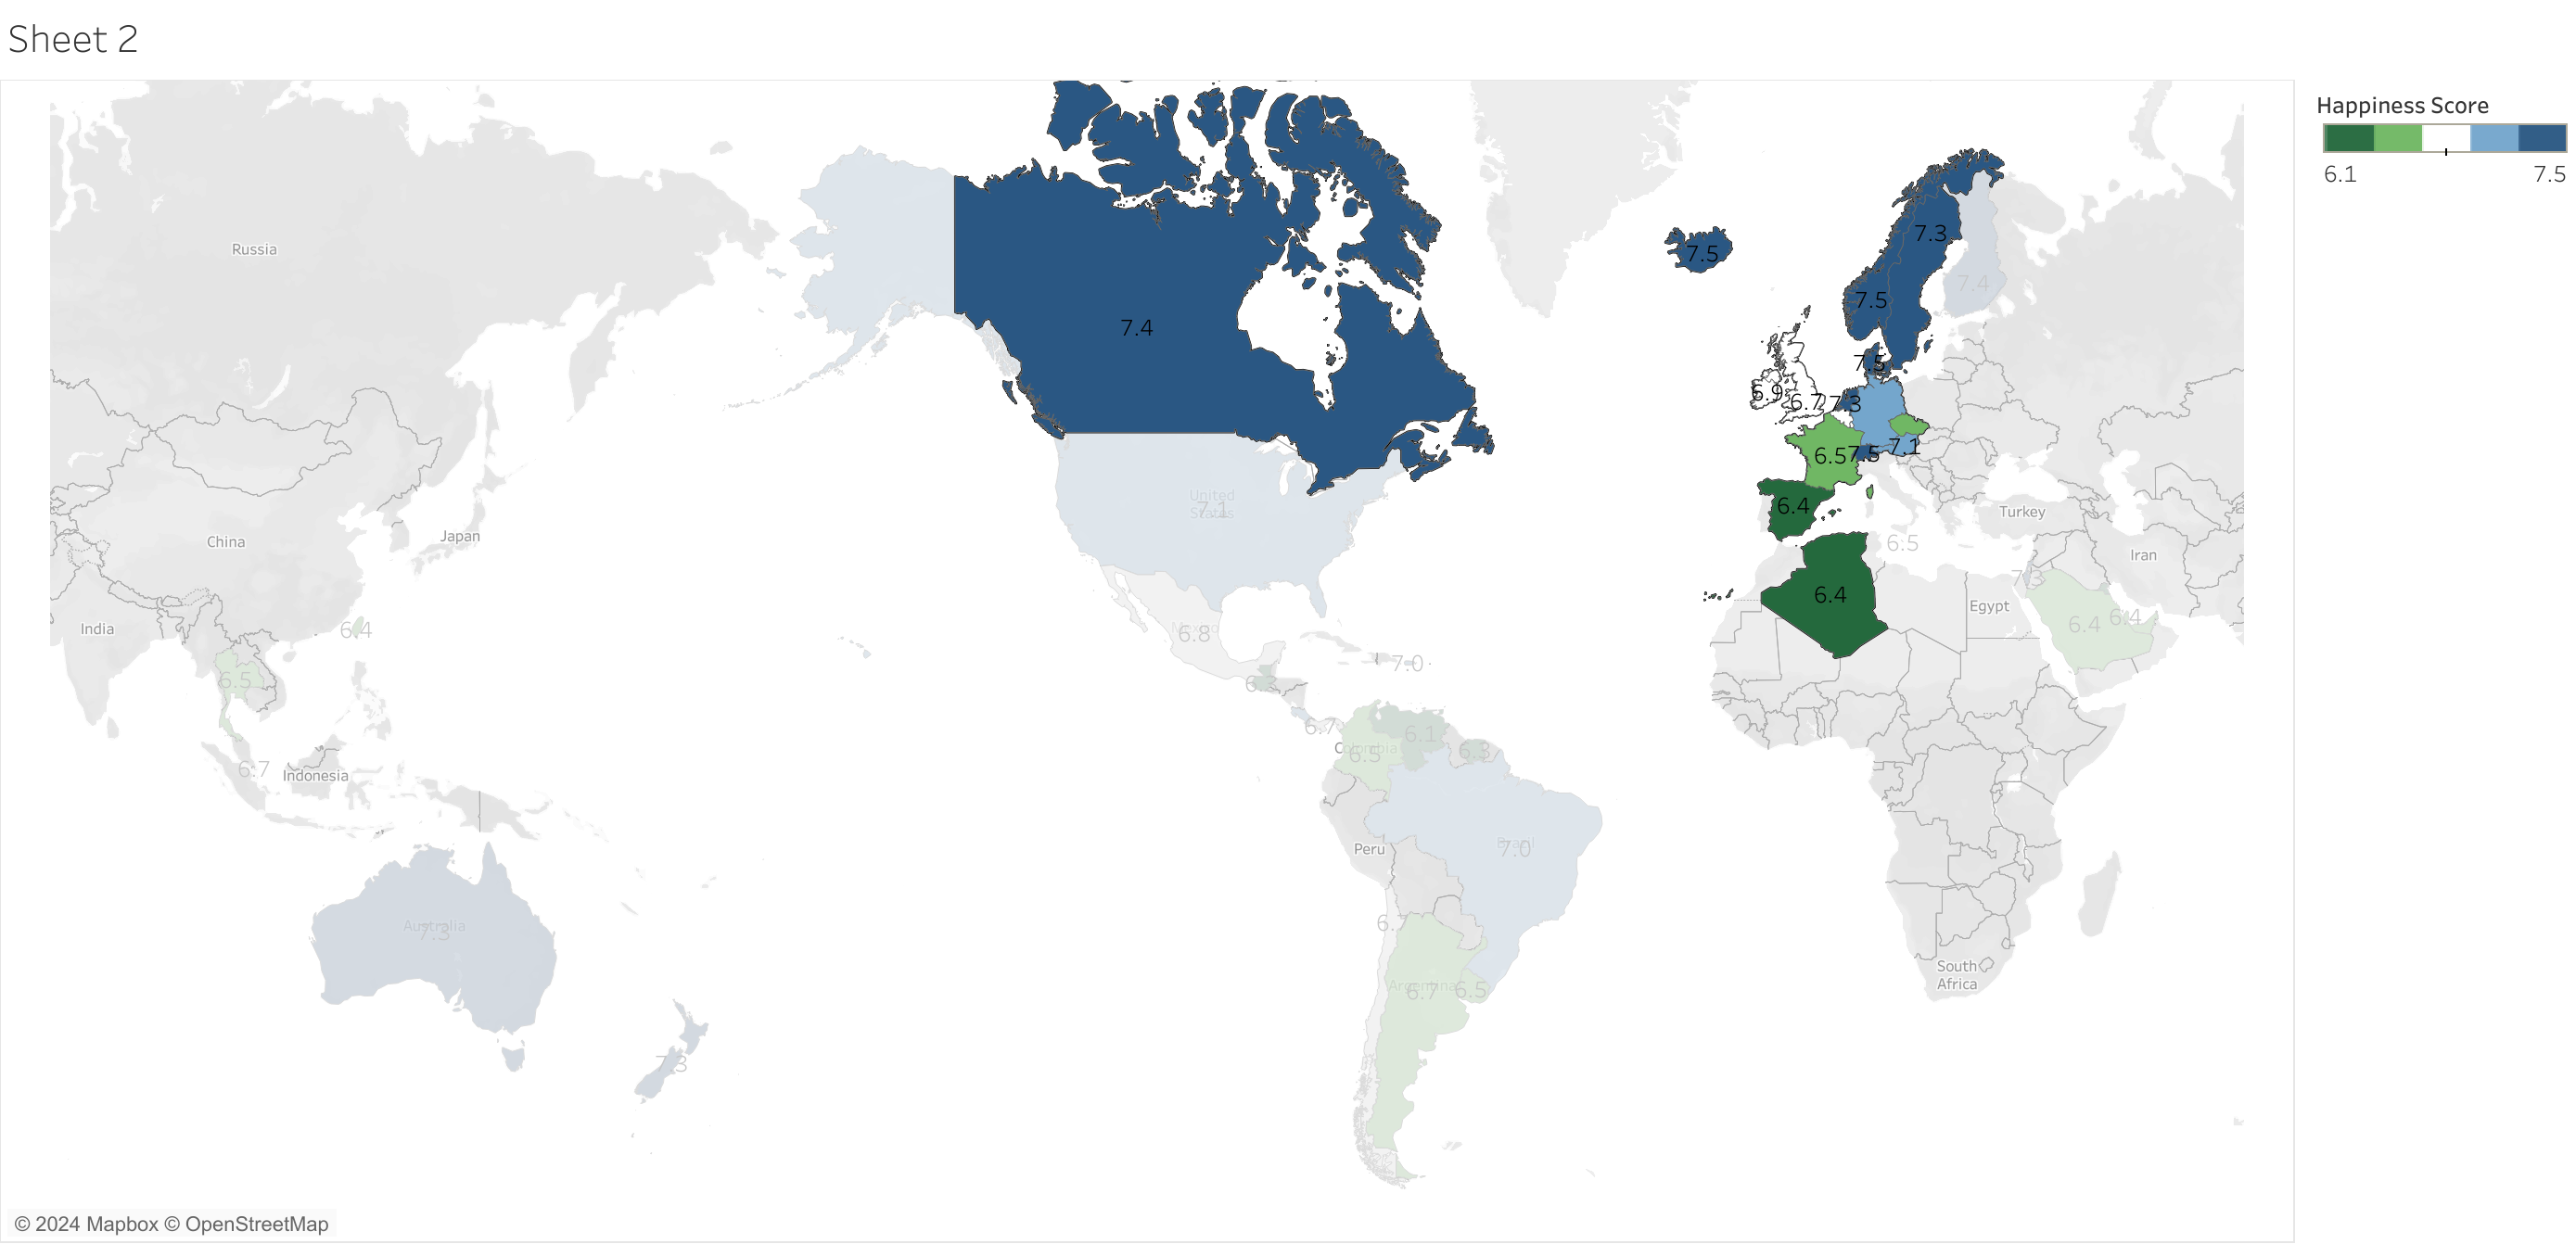 Sheet 2
Happiness Score
6.1
7.5
Russia
7.4
7.5
7.3
7.5
7.4
7.5
6.9
6.7
7.3
7.1
6.5
7.5
6.4
United
States
7.1
China
Japan
Turkey
Iran
6.5
7.3
6.4
Egypt
6.4
6.4
India
6.4
Mexico
6.8
7.0
6.5
6.7
Colombia
6.5
6.1
6.3
6.7
Indonesia
Peru
Brazil
7.0
Australia
7.3
South
Africa
Argentina
6.7
6.5
7.3
© 2024 Mapbox © OpenStreetMap